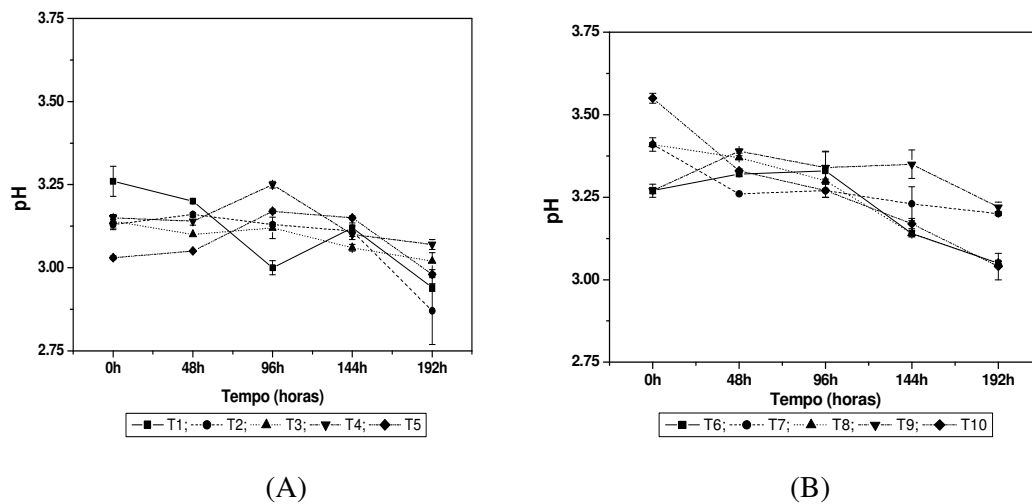 3.75
3.50
3.25
3.00
2.75
pH
0h 48h 96h 144h 192h
Tempo (horas)
T1; T2; T3; T4; T5
(A)
3.75
3.50
3.25
3.00
2.75
pH
0h 48h 96h 144h 192h
Tempo (horas)
T6; T7; T8; T9; T10
(B)